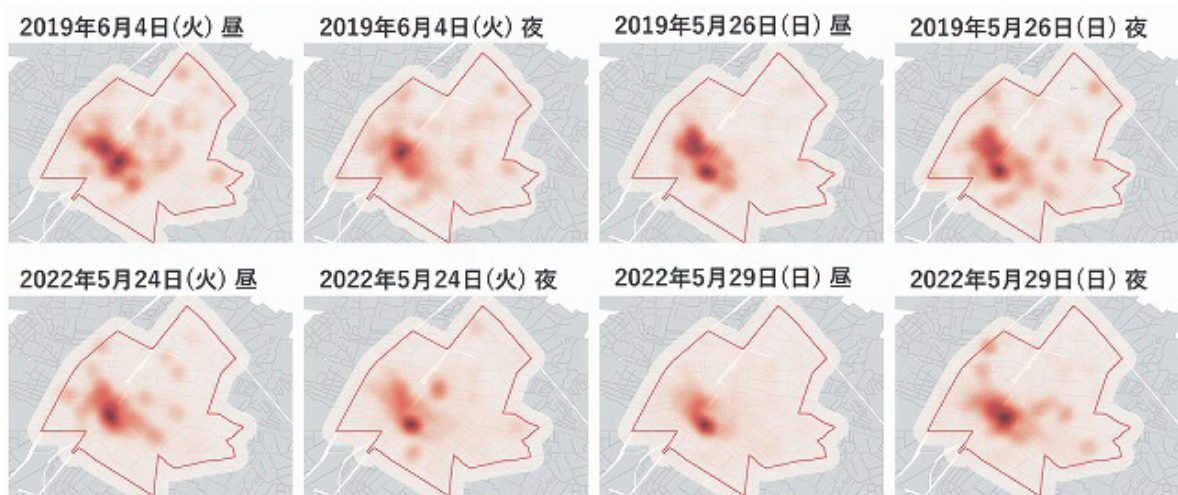 2019年6月4日(火) 昼
2019年6月4日(火) 夜
2019年5月26日(日) 昼
2019年5月26日(日) 夜
2022年5月24日(火) 昼
2022年5月24日(火) 夜
2022年5月29日(日) 昼
2022年5月29日(日) 夜